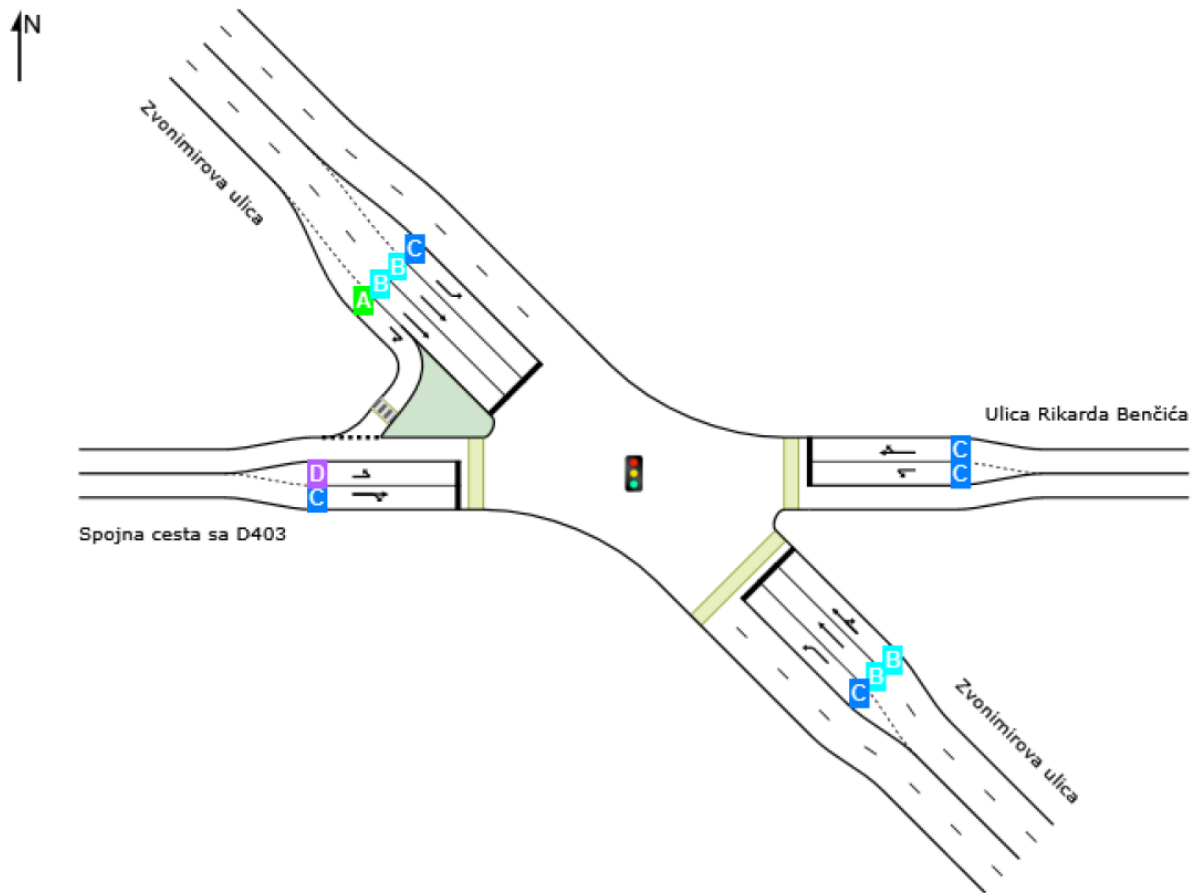 N
Zvonimirova ulica
C
B
B
A
Ulica Rikarda Benčića
D
C
C
C
Spojna cesta sa D403
B
B
C
Zvonimirova ulica